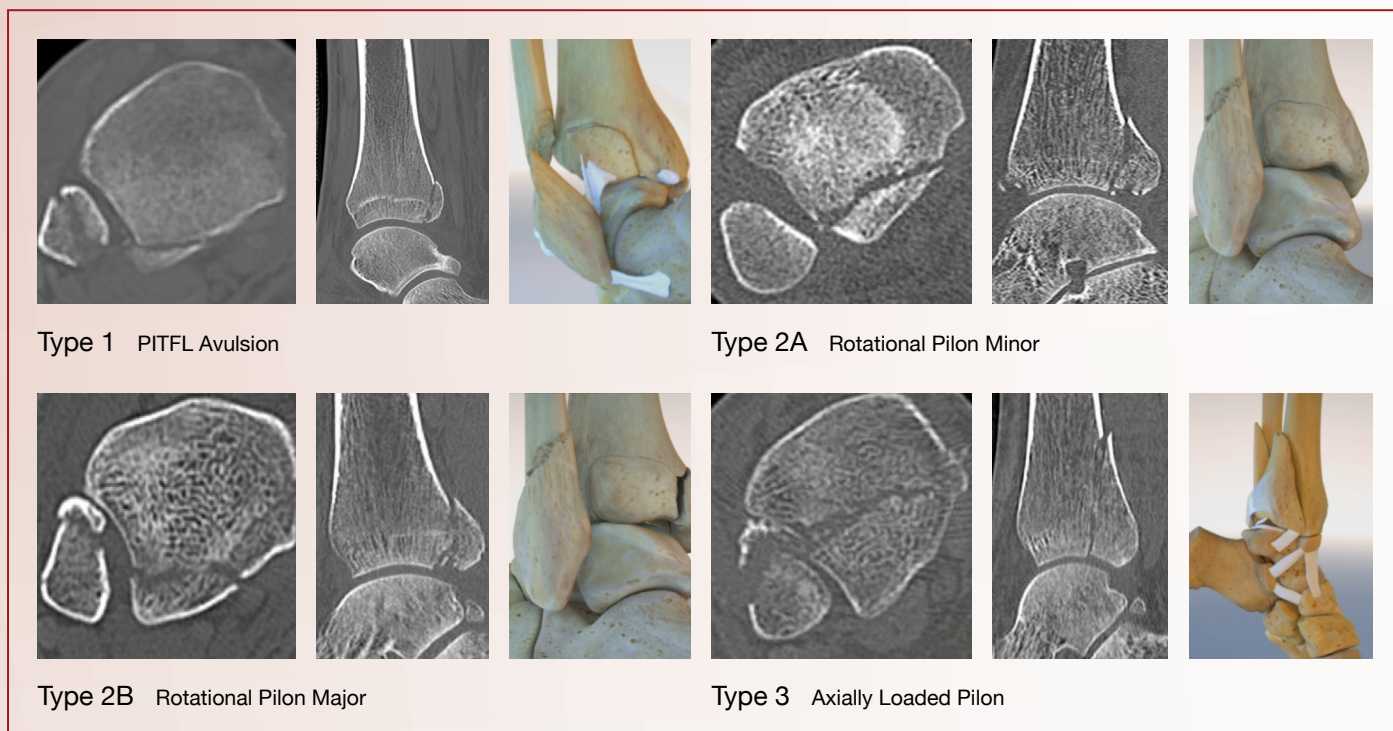 Type 1 PITFL Avulsion
Type 2A Rotational Pilon Minor
Type 2B Rotational Pilon Major
Type 3 Axially Loaded Pilon